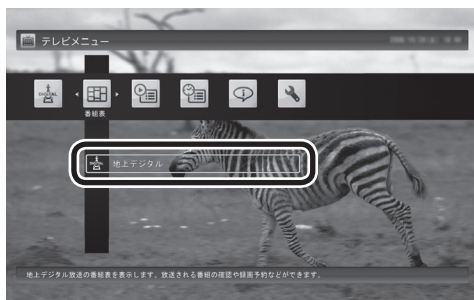 テレビメニュー
DIGITAL
番組表
地上デジタル
地上デジタル放送の番組表を表示します。放送される番組の確認や録画予約などができます。